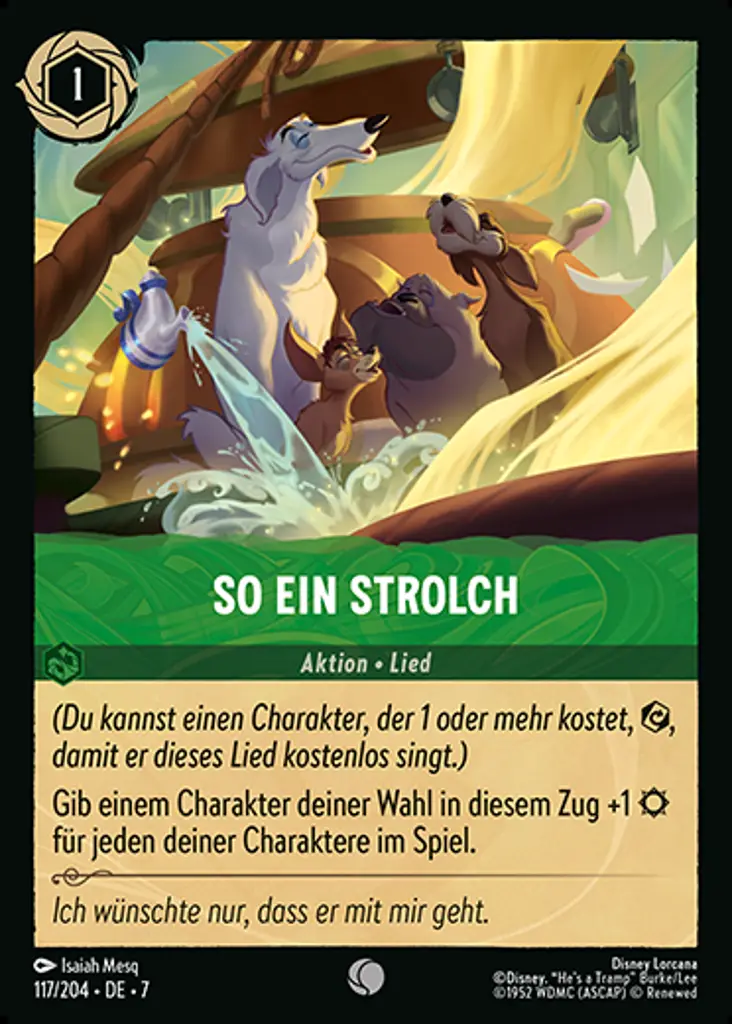 1
SO EIN STROLCH
Aktion • Lied
(Du kannst einen Charakter, der 1 oder mehr kostet, ,
damit er dieses Lied kostenlos singt.)
Gib einem Charakter deiner Wahl in diesem Zug +1
für jeden deiner Charaktere im Spiel.
Ich wünschte nur, dass er mit mir geht.
Isaiah Mesq
117/204 • DE • 7
Disney Lorcana
©Disney. "He's a Tramp" Burke/Lee
©1952 WDMC (ASCAP) © Renewed